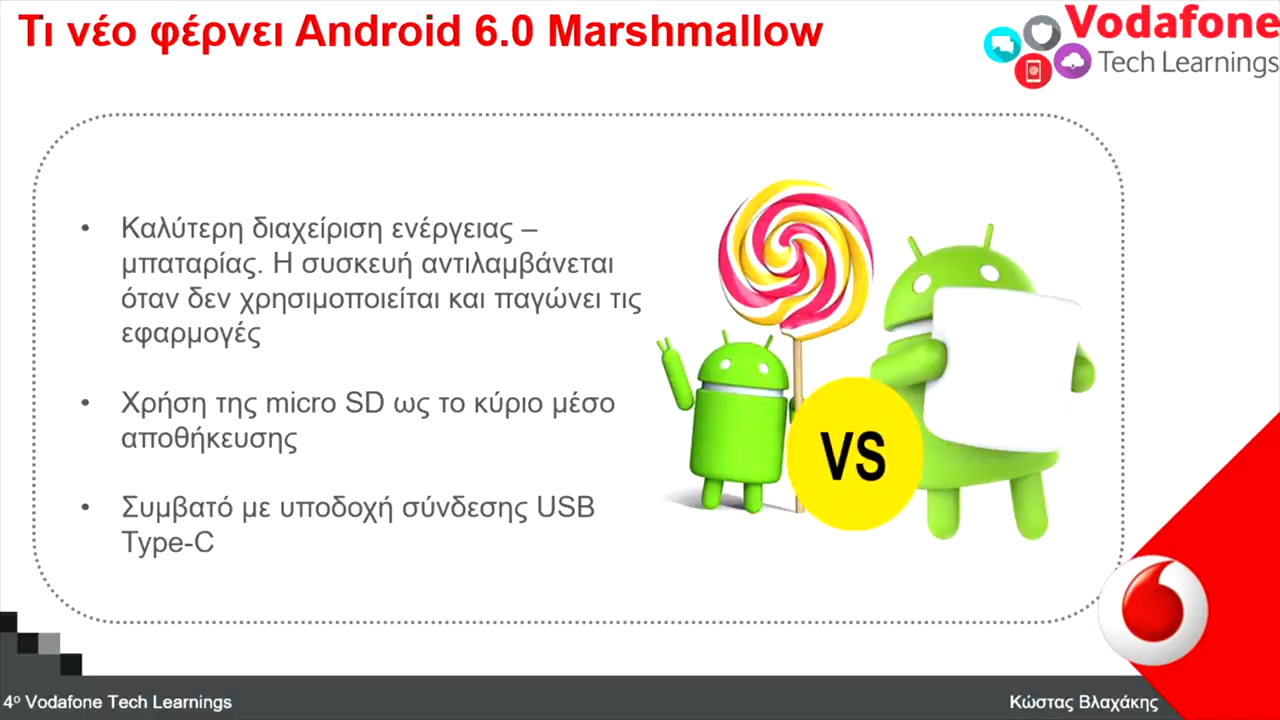 Τι νέο φέρνει Android 6.0 Marshmallow
Vodafone
Tech Learnings
• Καλύτερη διαχείριση ενέργειας –
μπαταρίας. Η συσκευή αντιλαμβάνεται
όταν δεν χρησιμοποιείται και παγώνει τις
εφαρμογές
• Χρήση της micro SD ως το κύριο μέσο
αποθήκευσης
• Συμβατό με υποδοχή σύνδεσης USB
Type-C
VS
4ο Vodafone Tech Learnings
Κώστας Βλαχάκης